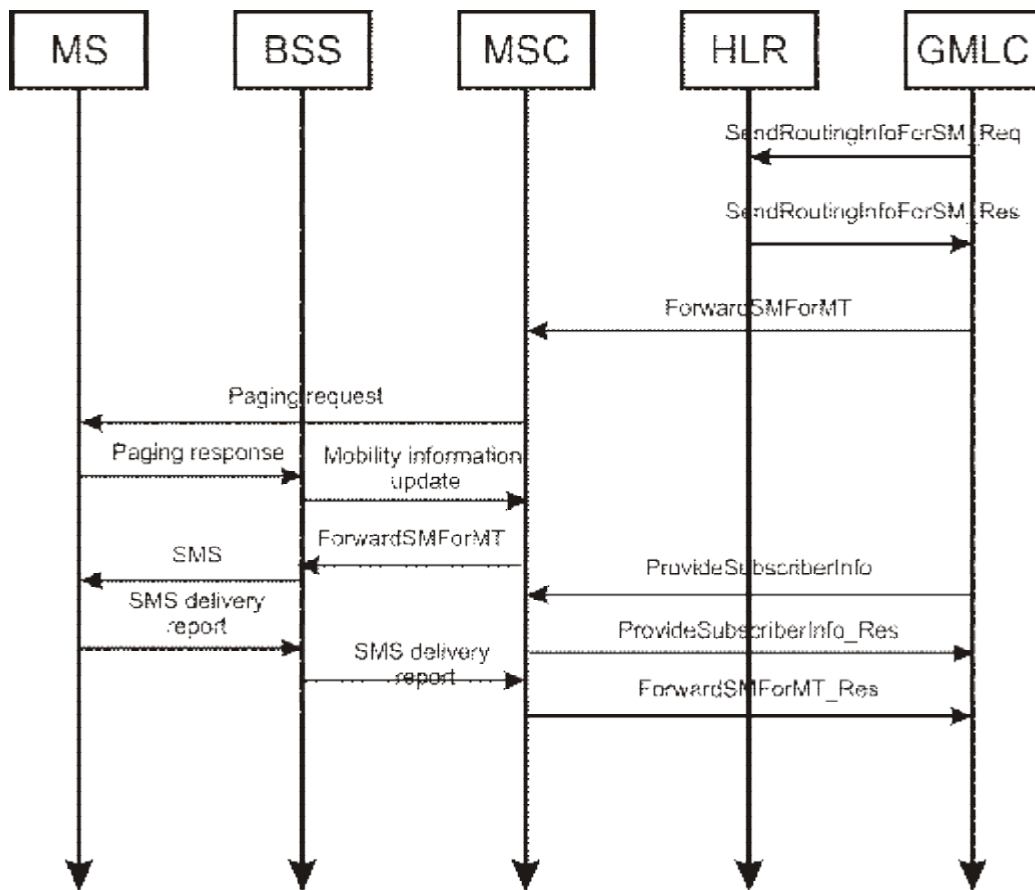 MS
BSS
MSC
HLR
GMLC
SendRoutingInfoForSM_Req
SendRoutingInfoForSM_Res
ForwardSMForMT
Paging request
Paging response
Mobility information
update
ForwardSMForMT
SMS
ProvideSubscriberInfo
SMS delivery
report
ProvideSubscriberInfo_Res
SMS delivery
report
ForwardSMForMT_Res